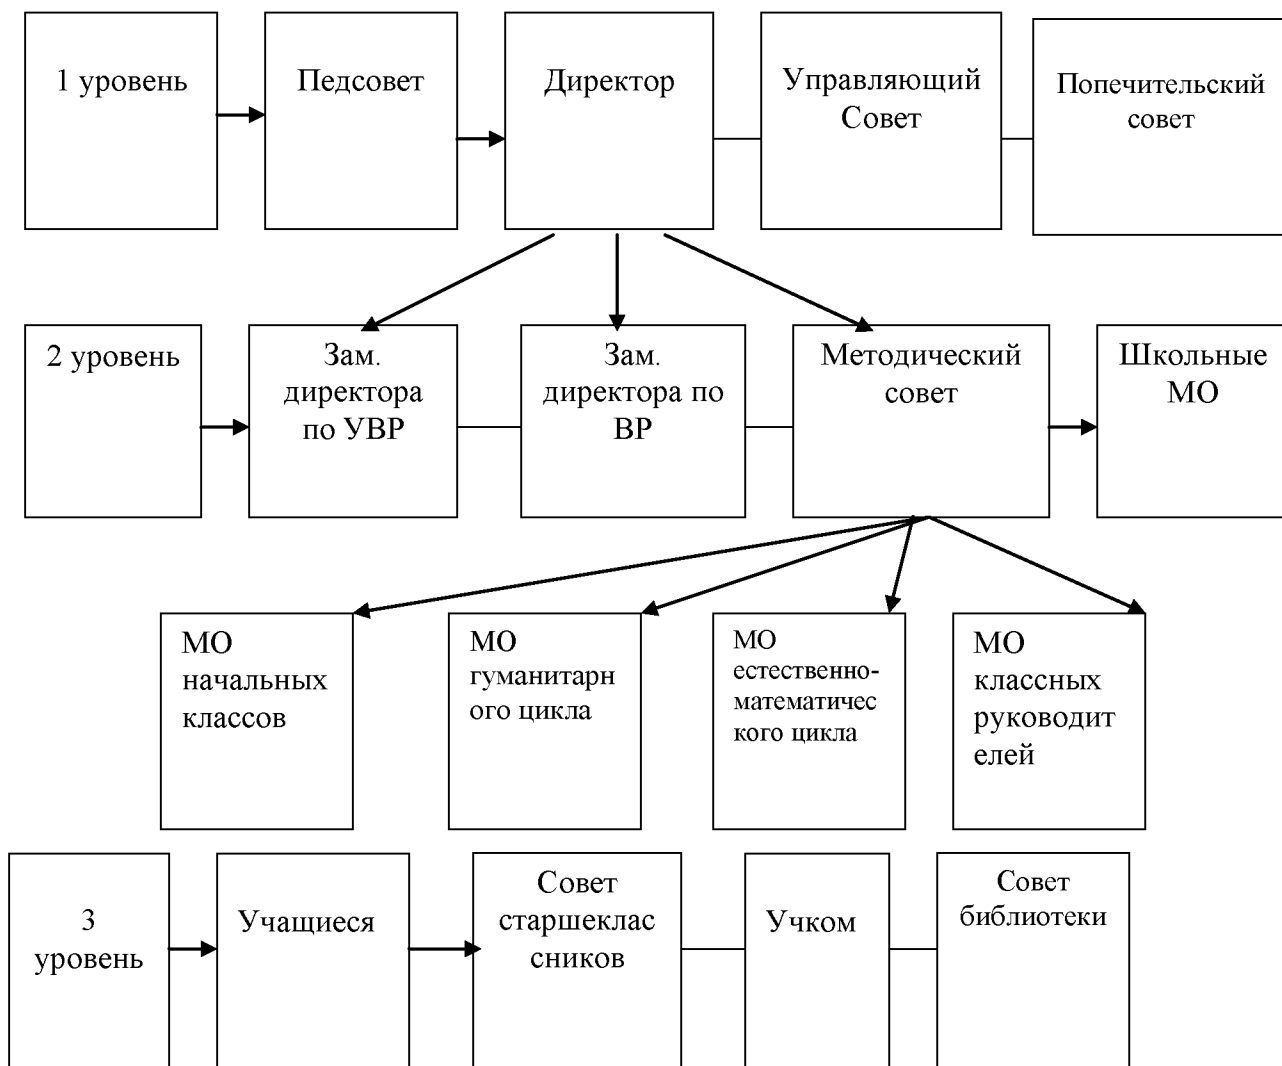 1 уровень
Педсовет
Директор
Управляющий
Совет
Попечительский
совет
2 уровень
Зам.
директора
по УВР
Зам.
директора по
ВР
Методический
совет
Школьные
МО
МО
начальных
классов
МО
гуманитарн
ого цикла
МО
естественно-
математичес
кого цикла
МО
классных
руководит
елей
3
уровень
Учащиеся
Совет
старшеклас
сников
Учком
Совет
библиотеки